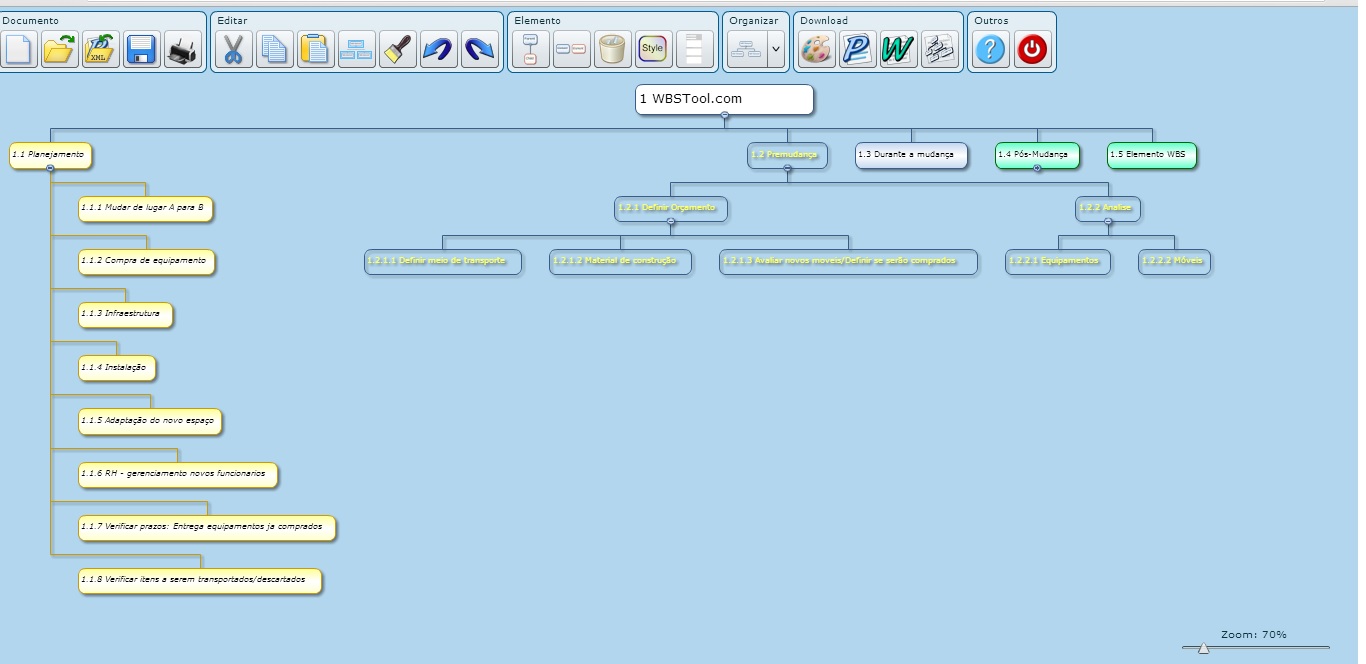 Documento
Editar
Elemento
Organizar
Download
Outros
XML
Style
1 WBSTool.com
1.1 Planejamento
1.2 Premudança
1.3 Durante a mudança
1.4 Pós-Mudança
1.5 Elemento WBS
1.1.1 Mudar de lugar A para B
1.2.1 Definir Orçamento
1.2.2 Analise
1.1.2 Compra de equipamento
1.2.1.1 Definir meio de transporte
1.2.1.2 Material de construção
1.2.1.3 Avaliar novos moveis/Definir se serão comprados
1.2.2.1 Equipamentos
1.2.2.2 Móveis
1.1.3 Infraestrutura
1.1.4 Instalação
1.1.5 Adaptação do novo espaço
1.1.6 RH - gerenciamento novos funcionarios
1.1.7 Verificar prazos: Entrega equipamentos ja comprados
1.1.8 Verificar itens a serem transportados/descartados
Zoom: 70%